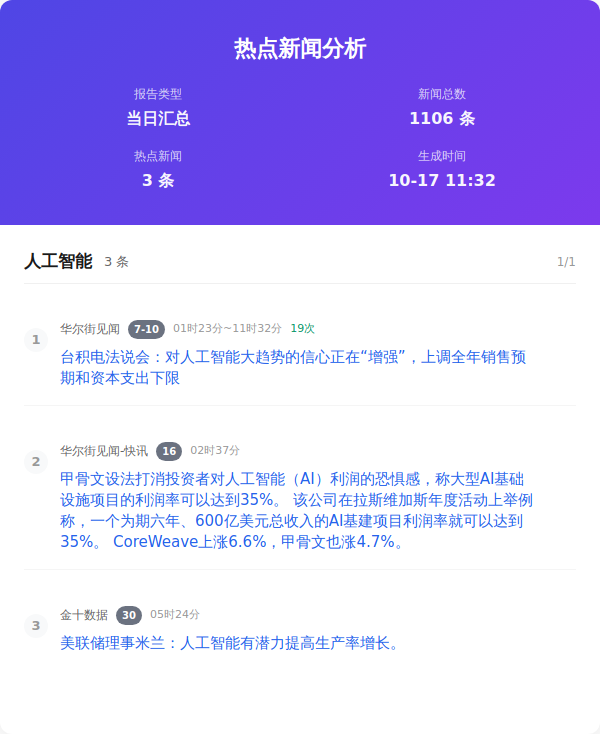 热点新闻分析
报告类型
新闻总数
当日汇总
1106 条
热点新闻
生成时间
3 条
10-17 11:32
人工智能 3 条 1/1
1
华尔街见闻 7-10 01时23分~11时32分 19次
台积电法说会：对人工智能大趋势的信心正在“增强”，上调全年销售预
期和资本支出下限
2
华尔街见闻-快讯 16 02时37分
甲骨文设法打消投资者对人工智能（AI）利润的恐惧感，称大型AI基础
设施项目的利润率可以达到35%。 该公司在拉斯维加斯年度活动上举例
称，一个为期六年、600亿美元总收入的AI基建项目利润率就可以达到
35%。 CoreWeave上涨6.6%，甲骨文也涨4.7%。
3
金十数据 30 05时24分
美联储理事米兰：人工智能有潜力提高生产率增长。